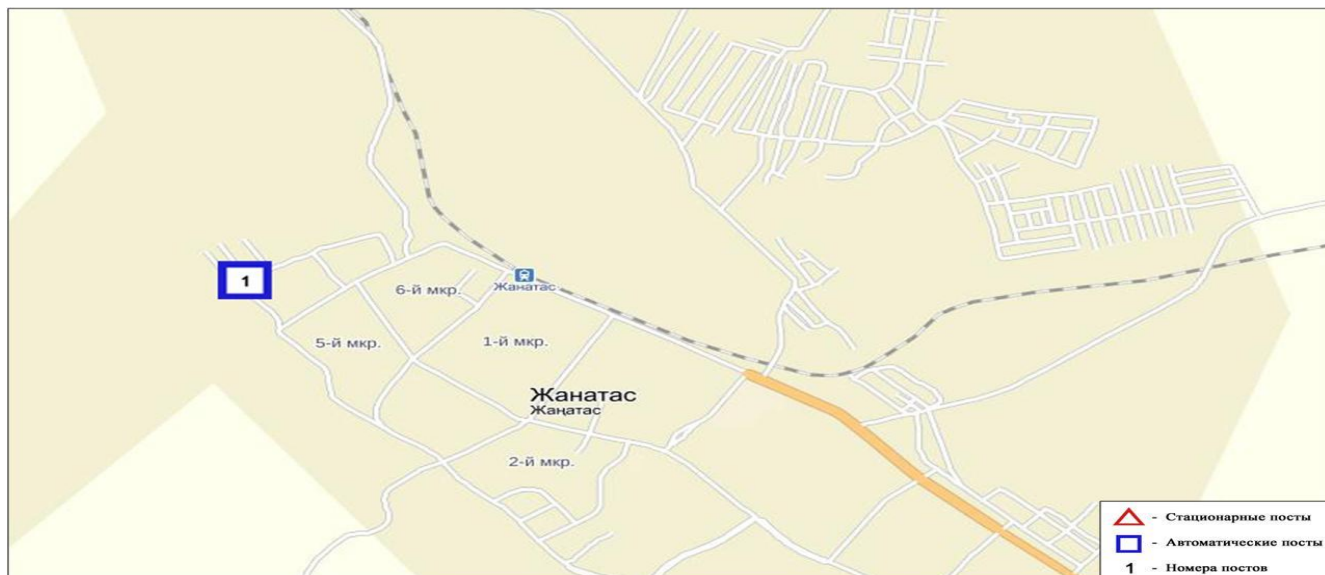 1
Жанатас
6-й мкр.
5-й мкр.
1-й мкр.
Жанатас
Жаңатас
2-й мкр.
- Стационарные посты
- Автоматические посты
1 - Номера постов